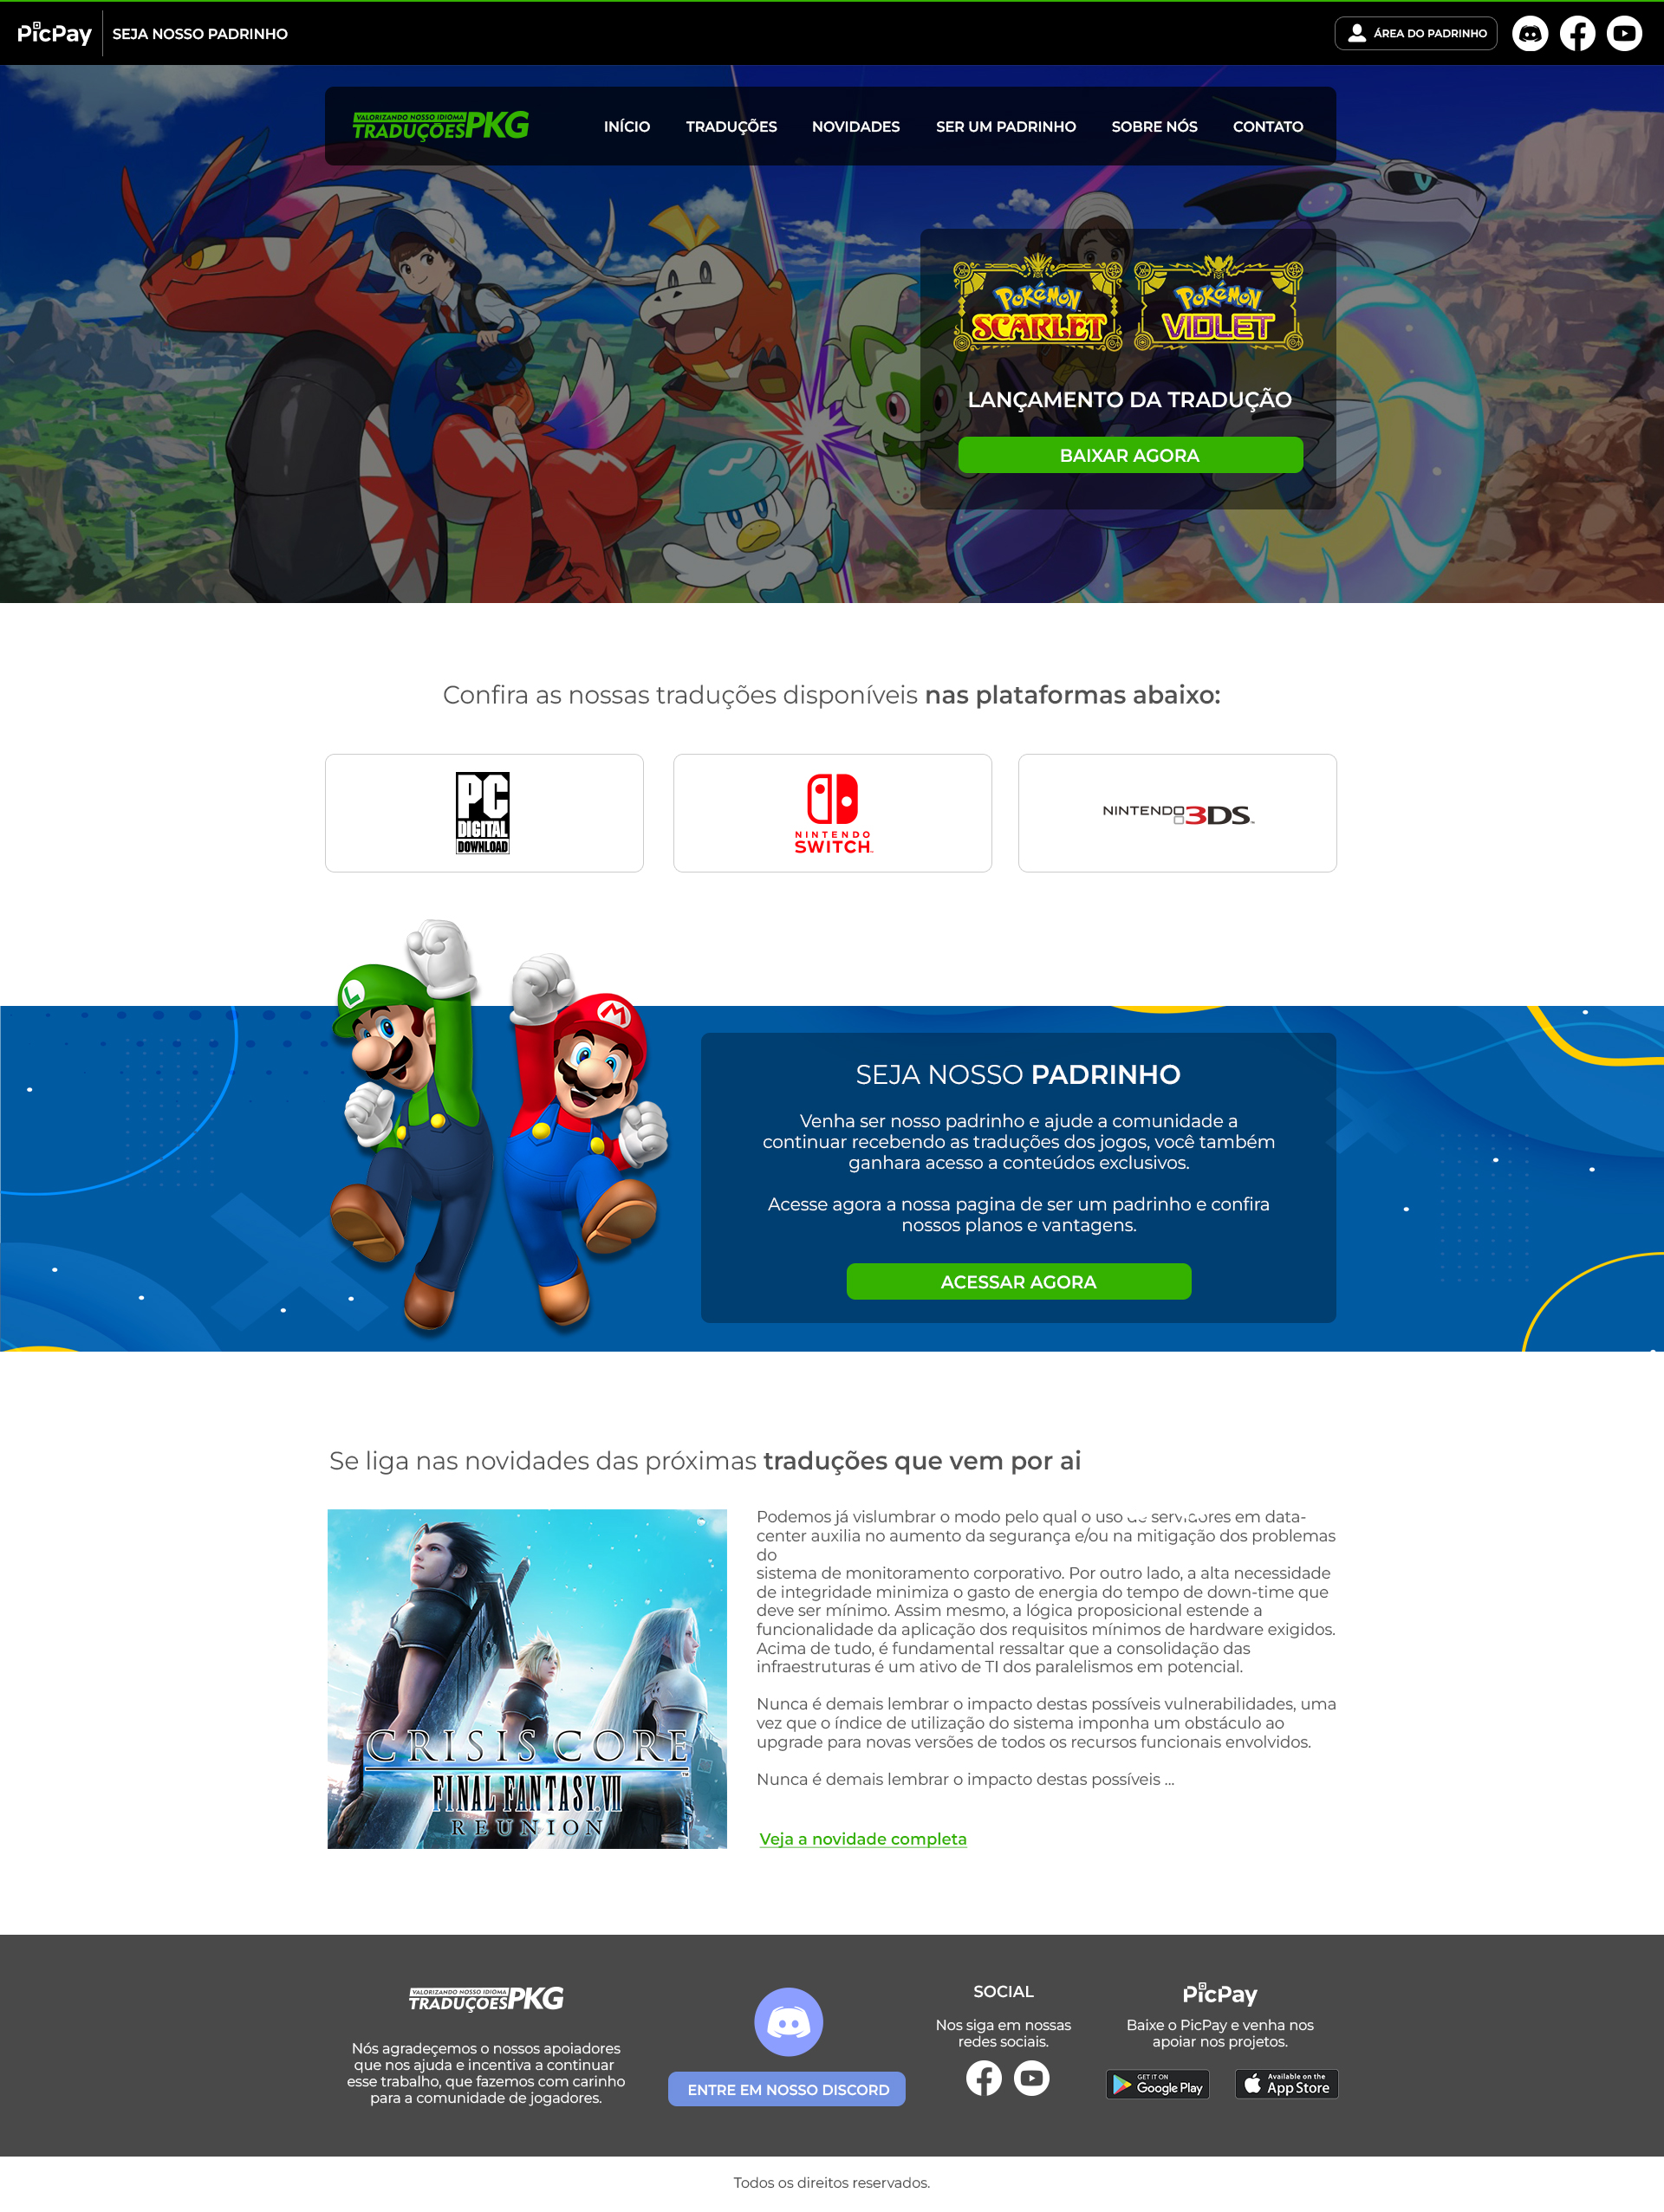 PicPay
SEJA NOSSO PADRINHO
ÁREA DO PADRINHO
VALORIZANDO NOSSO IDIOMA
TRADUÇÕES PKG
INÍCIO
TRADUÇÕES
NOVIDADES
SER UM PADRINHO
SOBRE NÓS
CONTATO
POKÉMON
SCARLET
POKÉMON
VIOLET
LANÇAMENTO DA TRADUÇÃO
BAIXAR AGORA
Confira as nossas traduções disponíveis nas plataformas abaixo:
PC
DIGITAL
DOWNLOAD
NINTENDO
SWITCH
NINTENDO 3DS
L
M
SEJA NOSSO PADRINHO
Venha ser nosso padrinho e ajude a comunidade a
continuar recebendo as traduções dos jogos, você também
ganhara acesso a conteúdos exclusivos.
Acesse agora a nossa pagina de ser um padrinho e confira
nossos planos e vantagens.
ACESSAR AGORA
Se liga nas novidades das próximas traduções que vem por ai
CRISIS CORE
FINAL FANTASY VII
REUNION
Podemos já vislumbrar o modo pelo qual o uso de servidores em data-
center auxilia no aumento da segurança e/ou na mitigação dos problemas
do
sistema de monitoramento corporativo. Por outro lado, a alta necessidade
de integridade minimiza o gasto de energia do tempo de down-time que
deve ser mínimo. Assim mesmo, a lógica proposicional estende a
funcionalidade da aplicação dos requisitos mínimos de hardware exigidos.
Acima de tudo, é fundamental ressaltar que a consolidação das
infraestruturas é um ativo de TI dos paralelismos em potencial.
Nunca é demais lembrar o impacto destas possíveis vulnerabilidades, uma
vez que o índice de utilização do sistema imponha um obstáculo ao
upgrade para novas versões de todos os recursos funcionais envolvidos.
Nunca é demais lembrar o impacto destas possíveis ...
Veja a novidade completa
VALORIZANDO NOSSO IDIOMA
TRADUÇOES PKG
Nós agradeçemos o nossos apoiadores
que nos ajuda e incentiva a continuar
esse trabalho, que fazemos com carinho
para a comunidade de jogadores.
ENTRE EM NOSSO DISCORD
SOCIAL
Nos siga em nossas
redes sociais.
PicPay
Baixe o PicPay e venha nos
apoiar nos projetos.
GET IT ON
Google Play
Available on the
App Store
Todos os direitos reservados.